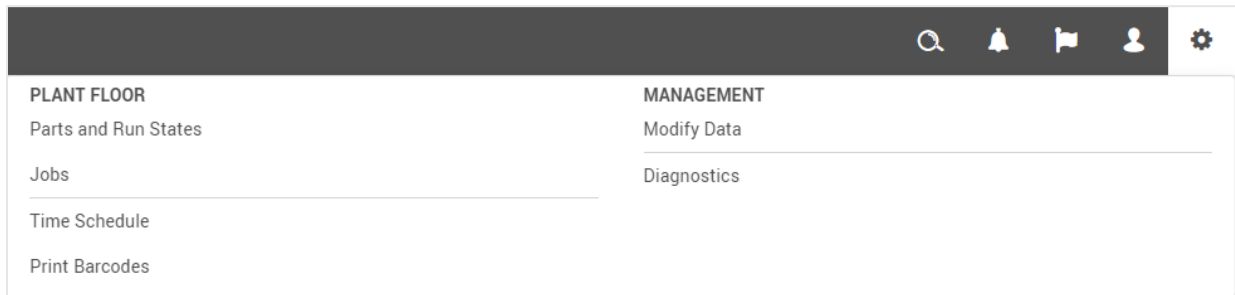 PLANT FLOOR
Parts and Run States
Jobs
Time Schedule
Print Barcodes
MANAGEMENT
Modify Data
Diagnostics